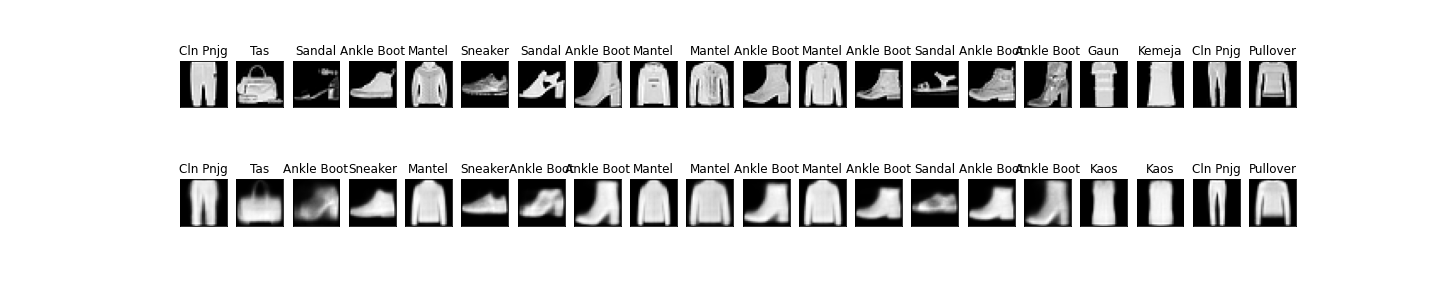 Cln Pnjg Tas Sandal Ankle Boot Mantel Sneaker Sandal Ankle Boot Mantel Mantel Ankle Boot Mantel Ankle Boot Sandal Ankle Boot Ankle Boot Gaun Kemeja Cln Pnjg Pullover
Cln Pnjg Tas Ankle Boot Sneaker Mantel Sneaker Ankle Boot Ankle Boot Mantel Mantel Ankle Boot Mantel Ankle Boot Sandal Ankle Boot Ankle Boot Kaos Kaos Cln Pnjg Pullover